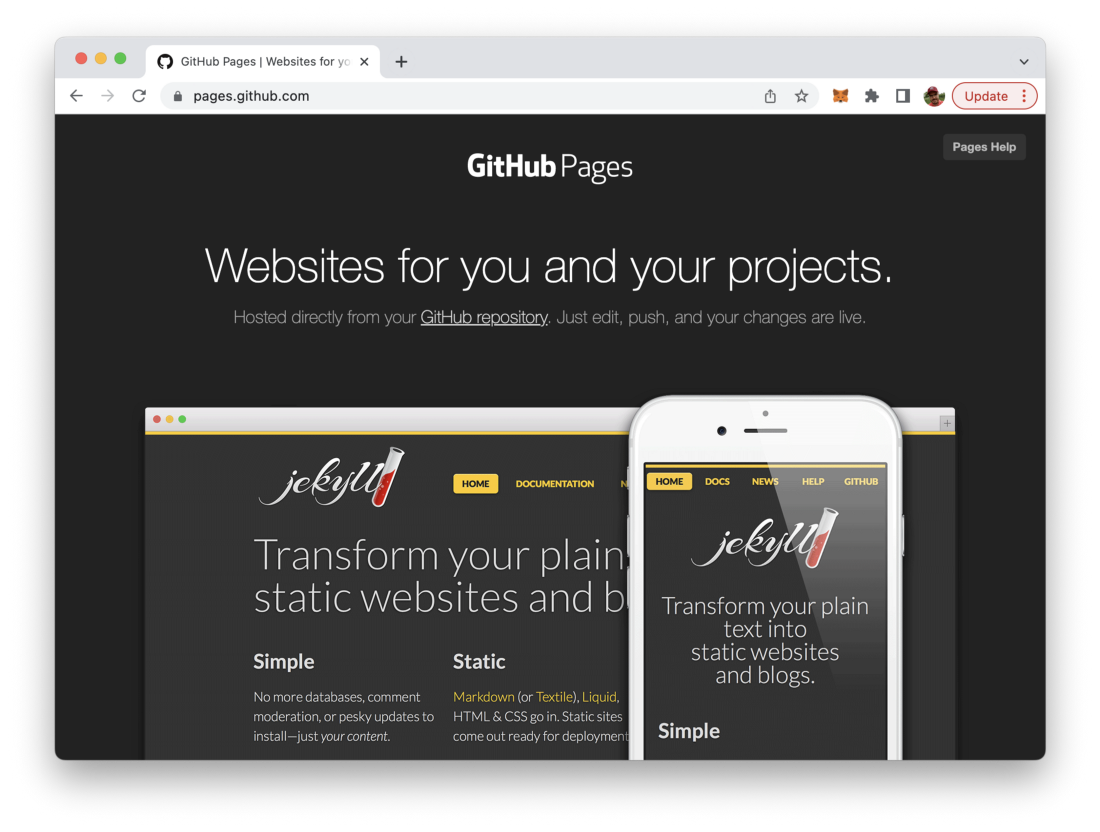 GitHub Pages | Websites for yo
pages.github.com
Update
Pages Help
GitHub Pages
Websites for you and your projects.
Hosted directly from your GitHub repository. Just edit, push, and your changes are live.
jekyll
HOME DOCUMENTATION N
Transform your plain
static websites and b
Simple
No more databases, comment
moderation, or pesky updates to
install—just your content.
Static
Markdown (or Textile), Liquid,
HTML & CSS go in. Static sites
come out ready for deployment
HOME DOCS NEWS HELP GITHUB
jekyll
Transform your plain
text into
static websites
and blogs.
Simple